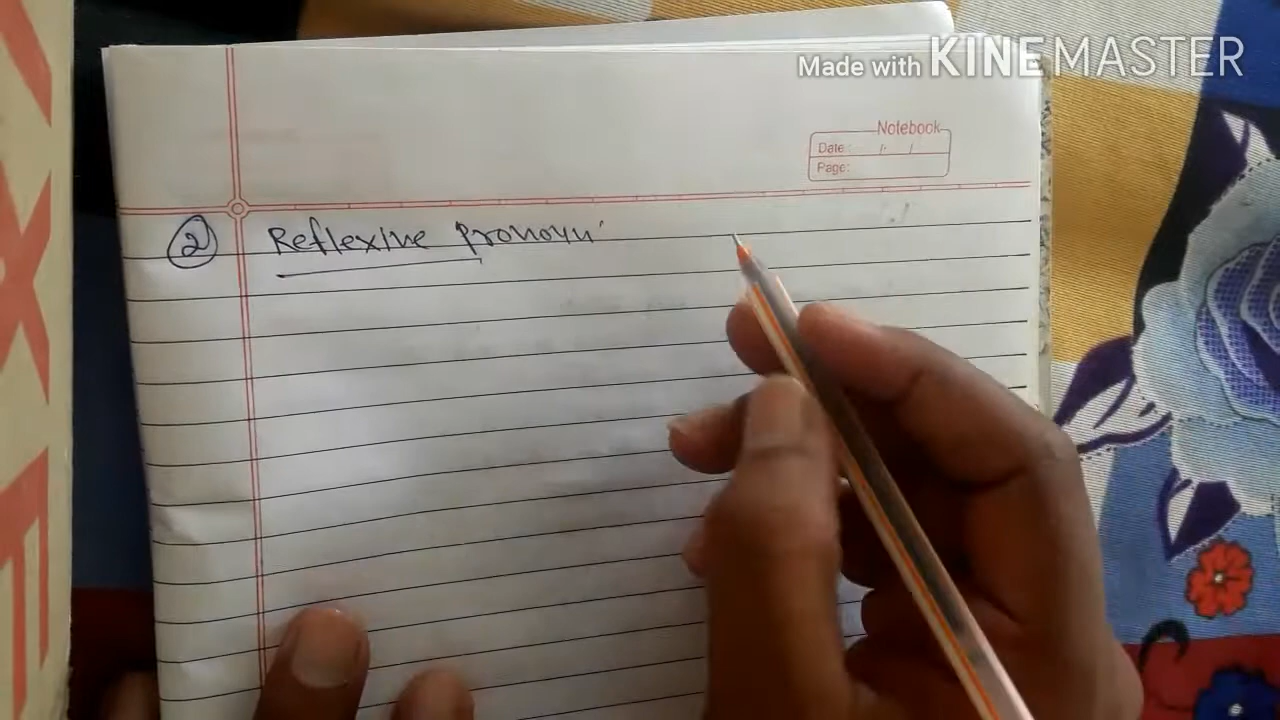 Made with KINEMASTER
Notebook
Date: / /
Page:
② Reflexive pronoun